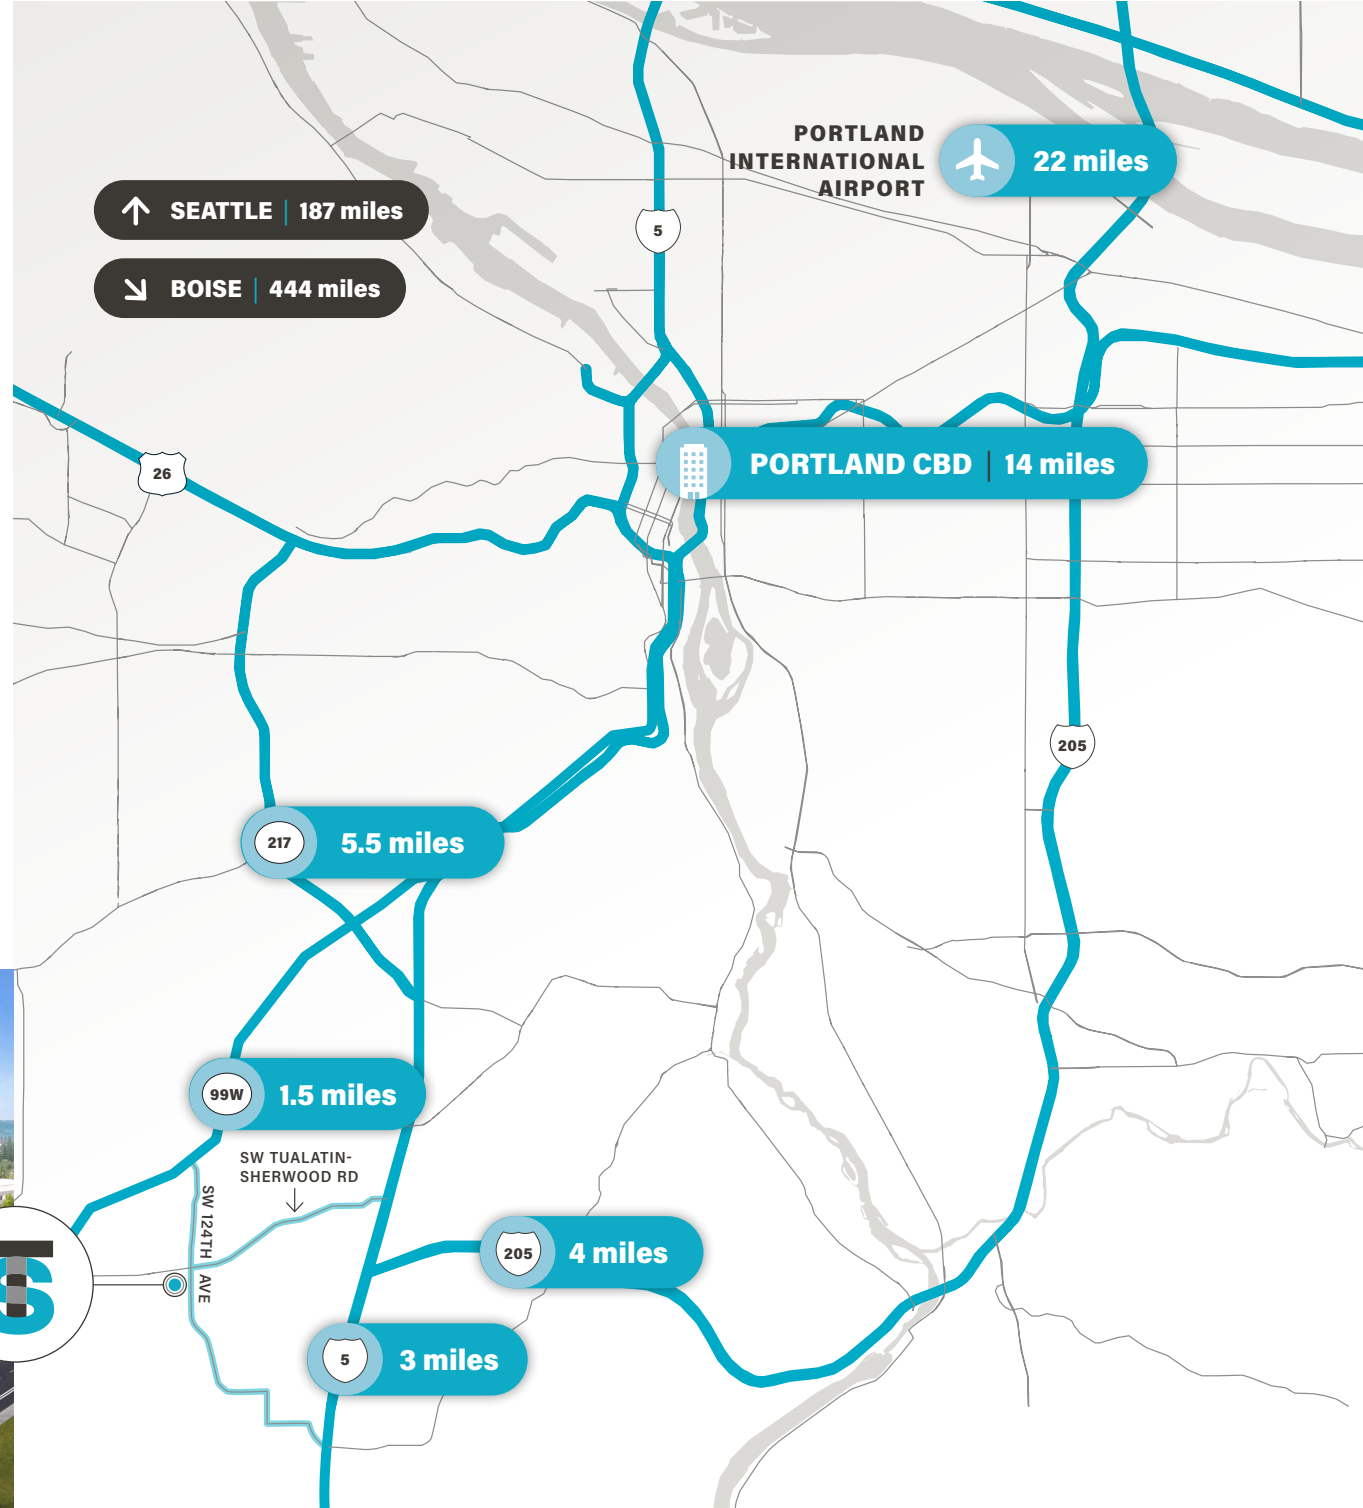 PORTLAND
INTERNATIONAL
AIRPORT
22 miles
SEATTLE | 187 miles
BOISE | 444 miles
5
26
PORTLAND CBD | 14 miles
205
217
5.5 miles
99W
1.5 miles
SW TUALATIN-
SHERWOOD RD
SW 124TH AVE
205
4 miles
5
3 miles